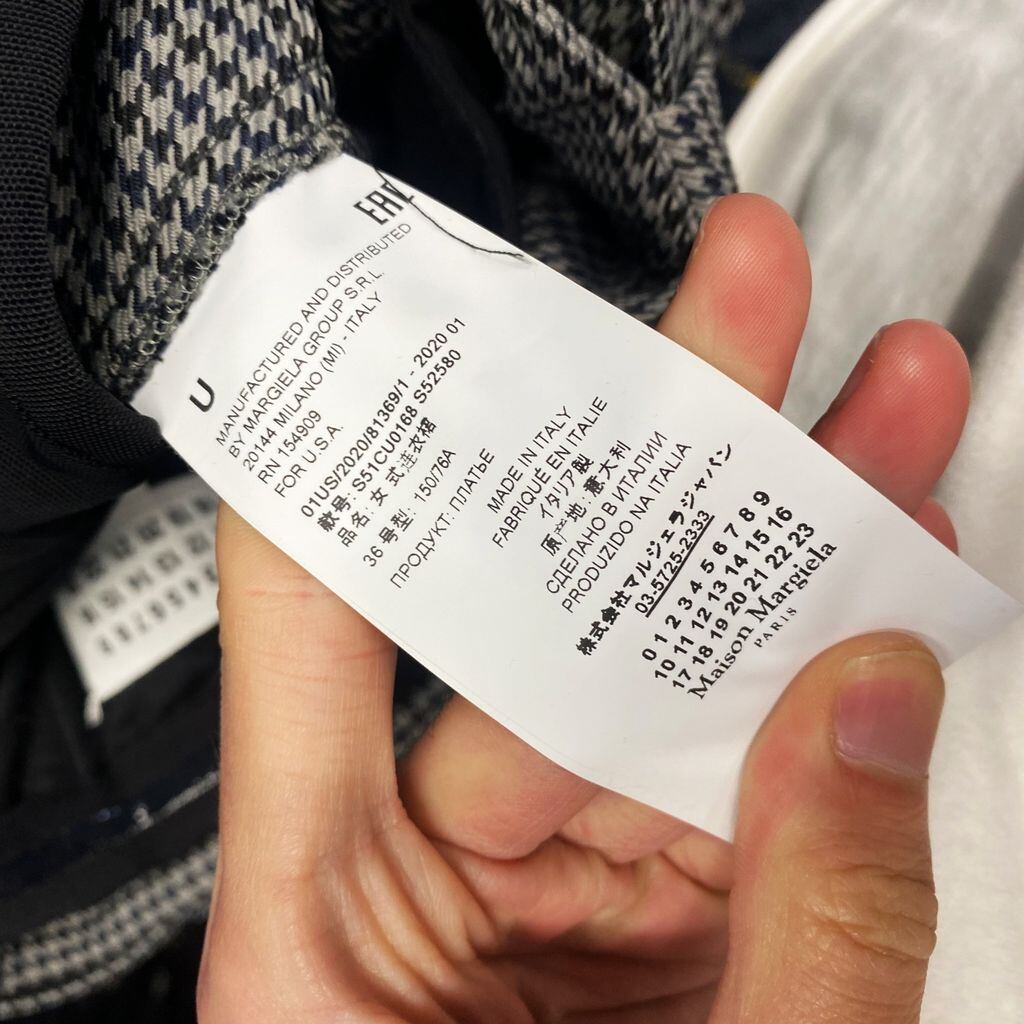 EAC
U
MANUFACTURED AND DISTRIBUTED
BY MARGIELA GROUP S.R.L.
20144 MILANO (MI) - ITALY
RN 154909
FOR U.S.A.
01US/2020/81369/1 - 2020 01
款号: S51CU0168 S52580
品名: 女 式连衣裙
36 号型: 150/76A
ПРОДУКТ: ПЛАТЬЕ
MADE IN ITALY
FABRIQUÉ EN ITALIE
イタリア製
原产地: 意大利
СДЕЛАНО В ИТАЛИИ
PRODUZIDO NA ITALIA
株式会社マルジェラジャパン
03-5725-2333
0 1 2 3 4 5 6 7 8 9
10 11 12 13 14 15 16
17 18 19 20 21 22 23
Maison Margiela
PARIS